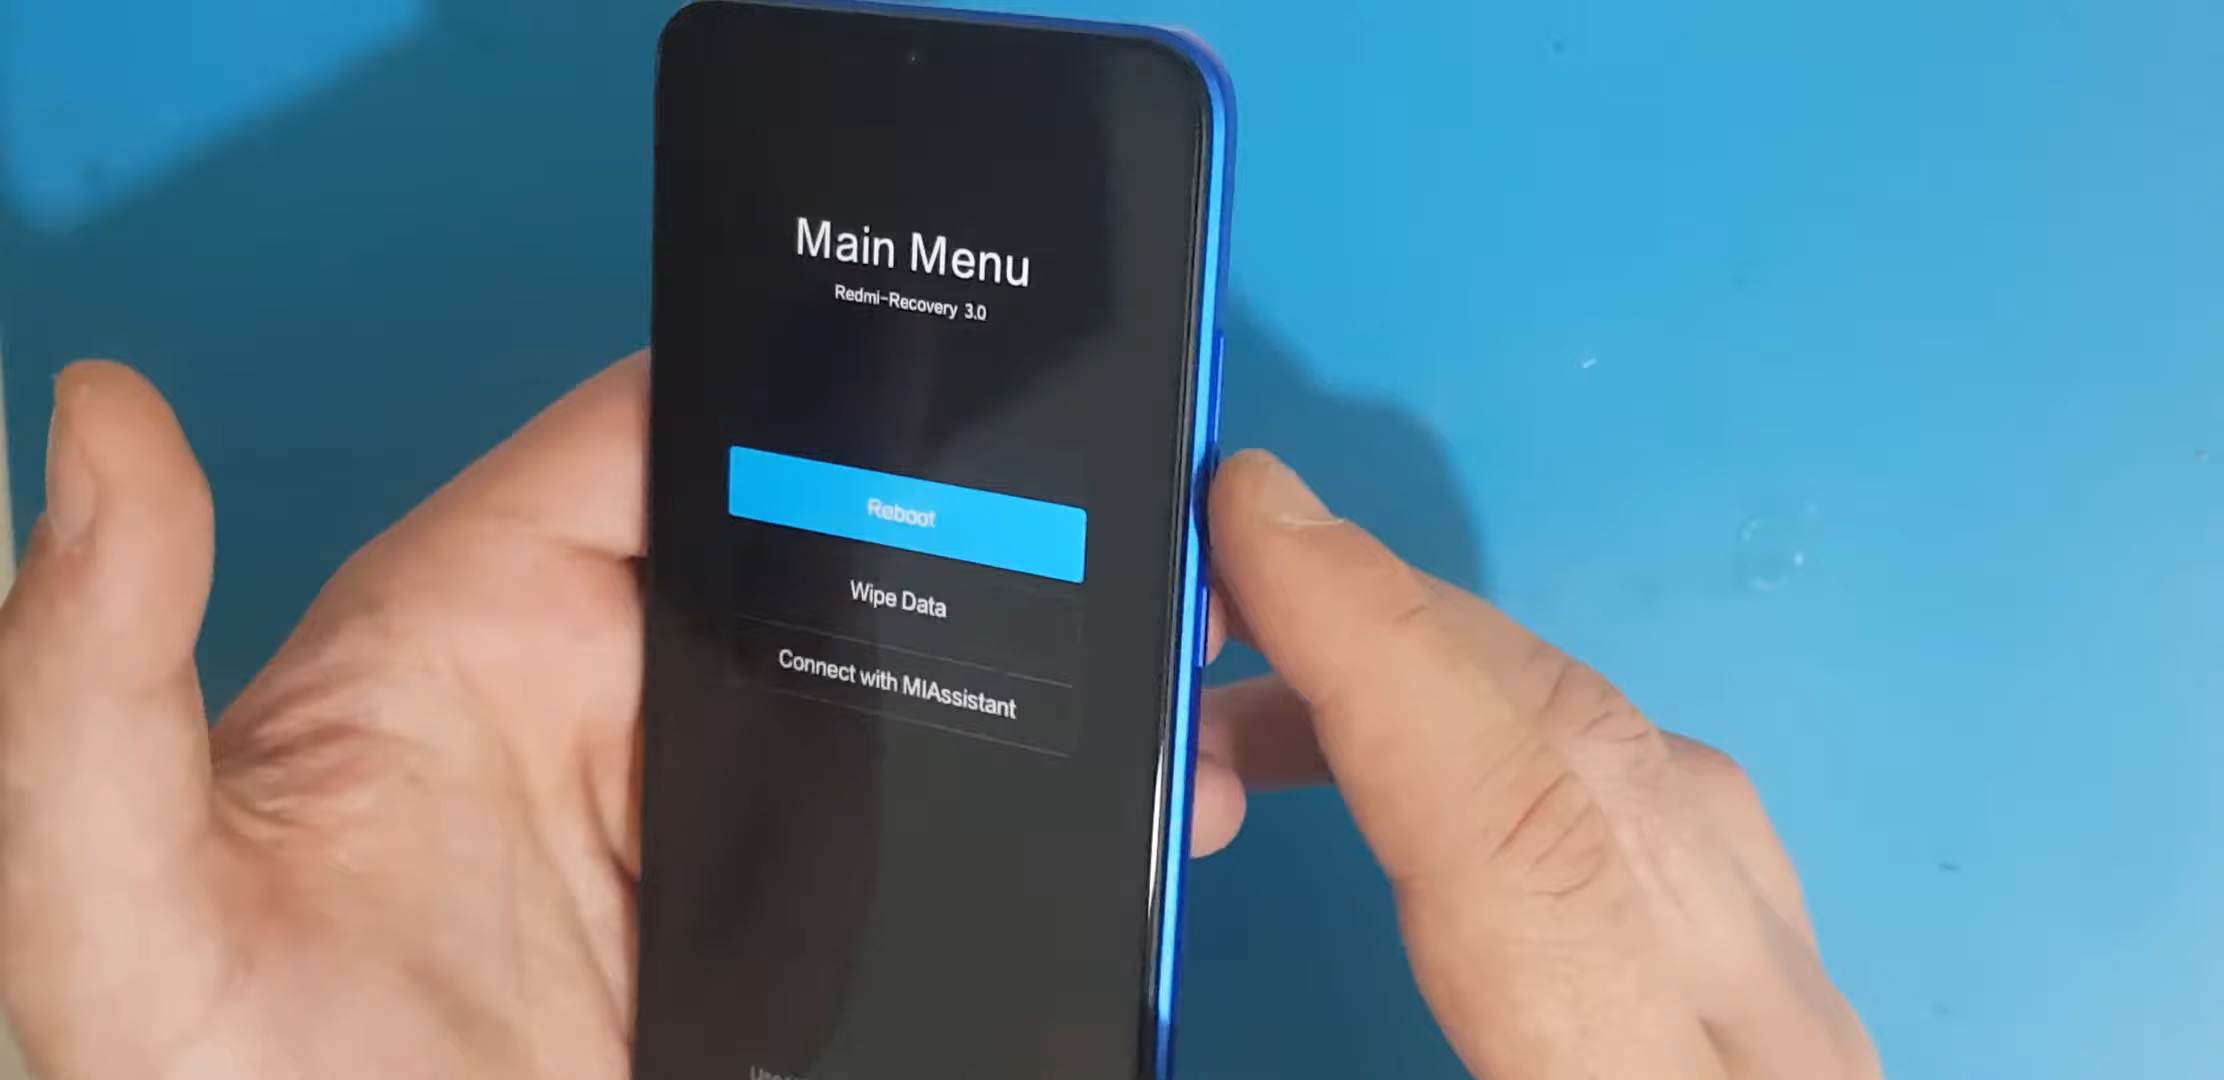 Main Menu
Redmi-Recovery 3.0
Reboot
Wipe Data
Connect with MIAssistant